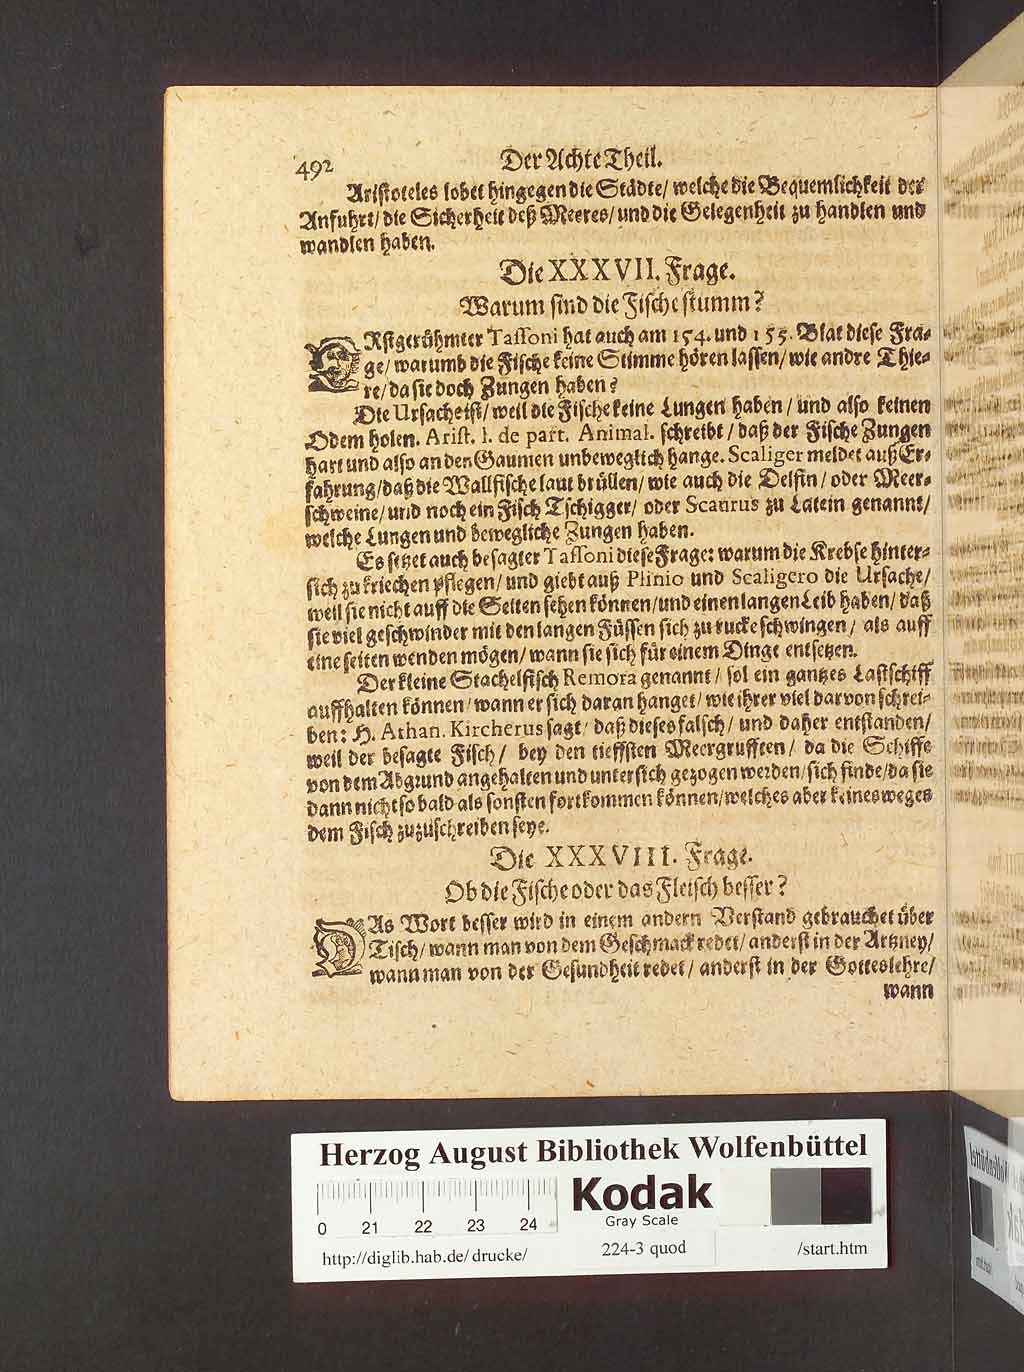 492 Der Achte Theil.
Aristoteles lobet hingegen die Städte/ welche die Bequemlichkeit der
Anfuhrt/ die Sicherheit deß Meeres/ und die Gelegenheit zu handlen und
wandlen haben.
Die XXXVII. Frage.
Warum sind die Fische stumm?
ERstgerühmter Tassoni hat auch am 154. und 155. Blat diese Fra-
ge/ warumb die Fische keine Stimme hören lassen/ wie andre Thie-
re/ da sie doch Zungen haben?
Die Ursache ist/ weil die Fische keine Lungen haben/ und also keinen
Odem holen. Arist. l. de part. Animal. schreibt/ daß der Fische Zungen
hart und also an den Gaumen unbeweglich hange. Scaliger meldet auß Er-
fahrung/ daß die Wallfische laut brüllen/ wie auch die Delfin/ oder Meer-
schweine/ und noch ein Fisch Tschigger/ oder Scaurus zu Latein genannt/
welche Lungen und bewegliche Zungen haben.
Es setzet auch besagter Tassoni diese Frage: warum die Krebse hinter-
sich zu kriechen pflegen/ und giebt auß Plinio und Scaligero die Ursache/
weil sie nicht auff die Seiten sehen können/ und einen langen Leib haben/ daß
sie viel geschwinder mit den langen Füssen sich zu rucke schwingen/ als auff
eine seiten wenden mögen/ wann sie sich für einem Dinge entsetzen.
Der kleine Stachelfisch Remora genannt/ sol ein gantzes Lastschiff
auffhalten können/ wann er sich daran hanget/ wie ihrer viel darvon schrei-
ben: H. Athan. Kircherus sagt/ daß dieses falsch/ und daher entstanden/
weil der besagte Fisch/ bey den tieffsten Meergrufften/ da die Schiffe
von dem Abgrund angehalten und unter sich gezogen werden/ sich finde/ da sie
dann nicht so bald als sonsten fortkommen können/ welches aber keines weges
dem Fisch zuzuschreiben seye.
Die XXXVIII. Frage.
Ob die Fische oder das Fleisch besser?
DAs Wort besser wird in einem andern Verstand gebrauchet über
Tisch/ wann man von dem Geschmack redet/ anderst in der Artzney/
wann man von der Gesundheit redet/ anderst in der Gotteslehre/
wann
Herzog August Bibliothek Wolfenbüttel
0 21 22 23 24
Kodak
Gray Scale
http://diglib.hab.de/drucke/ 224-3 quod /start.htm